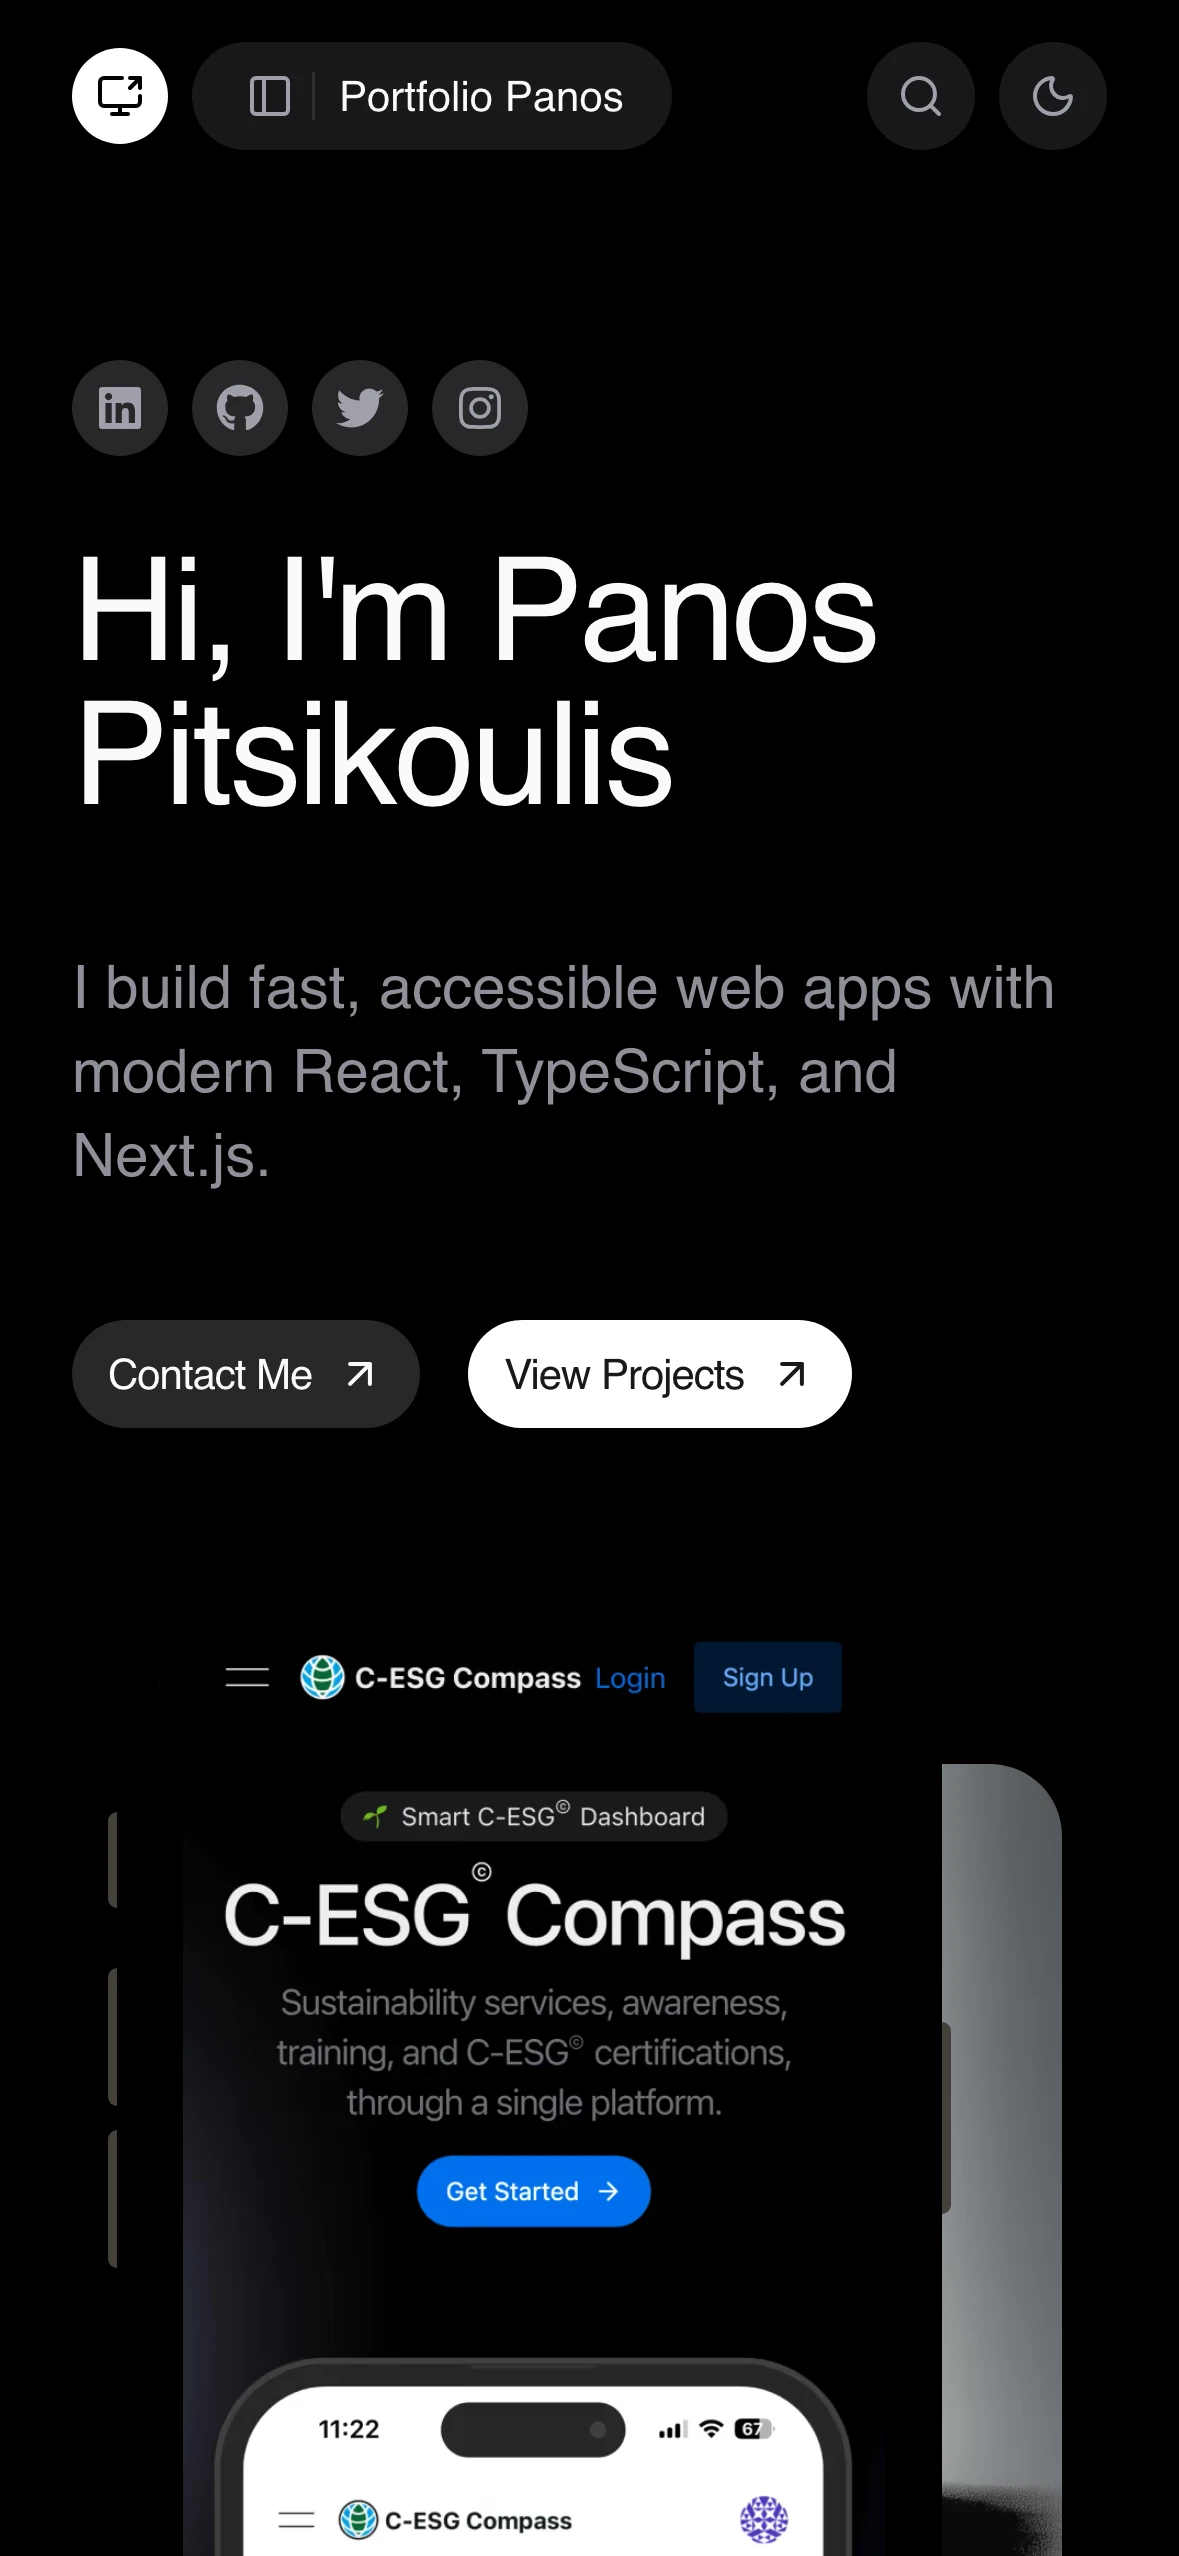 Portfolio Panos
Hi, I'm Panos
Pitsikoulis
I build fast, accessible web apps with
modern React, TypeScript, and
Next.js.
Contact Me
View Projects
C-ESG Compass Login Sign Up
Smart C-ESG© Dashboard
C-ESG© Compass
Sustainability services, awareness,
training, and C-ESG© certifications,
through a single platform.
Get Started
11:22 67
C-ESG Compass